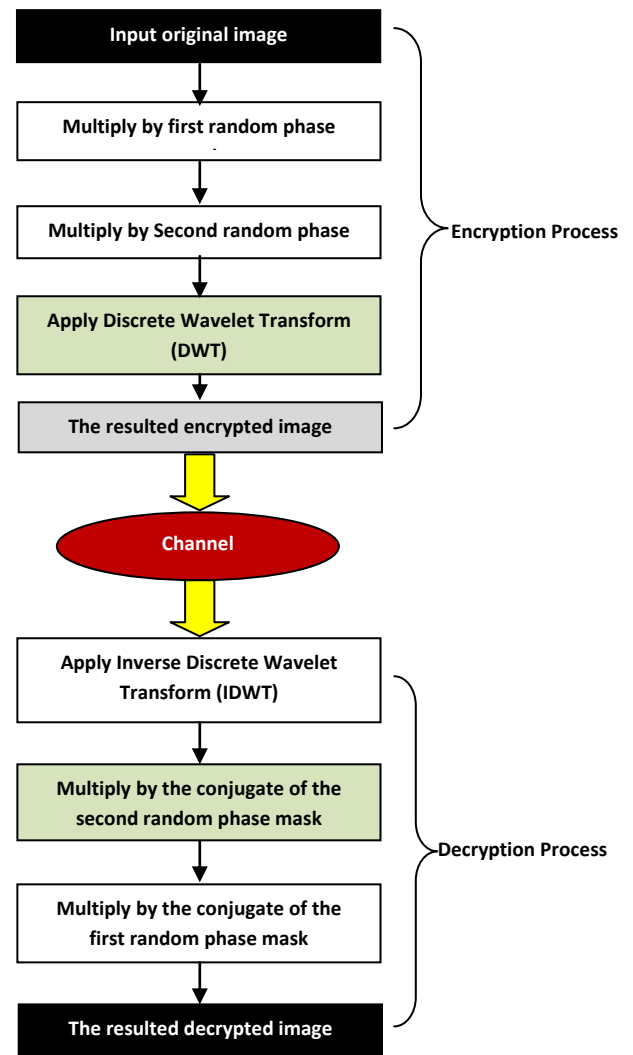 Input original image
Multiply by first random phase
Multiply by Second random phase
Encryption Process
Apply Discrete Wavelet Transform
(DWT)
The resulted encrypted image
Channel
Apply Inverse Discrete Wavelet
Transform (IDWT)
Multiply by the conjugate of the
second random phase mask
Decryption Process
Multiply by the conjugate of the
first random phase mask
The resulted decrypted image